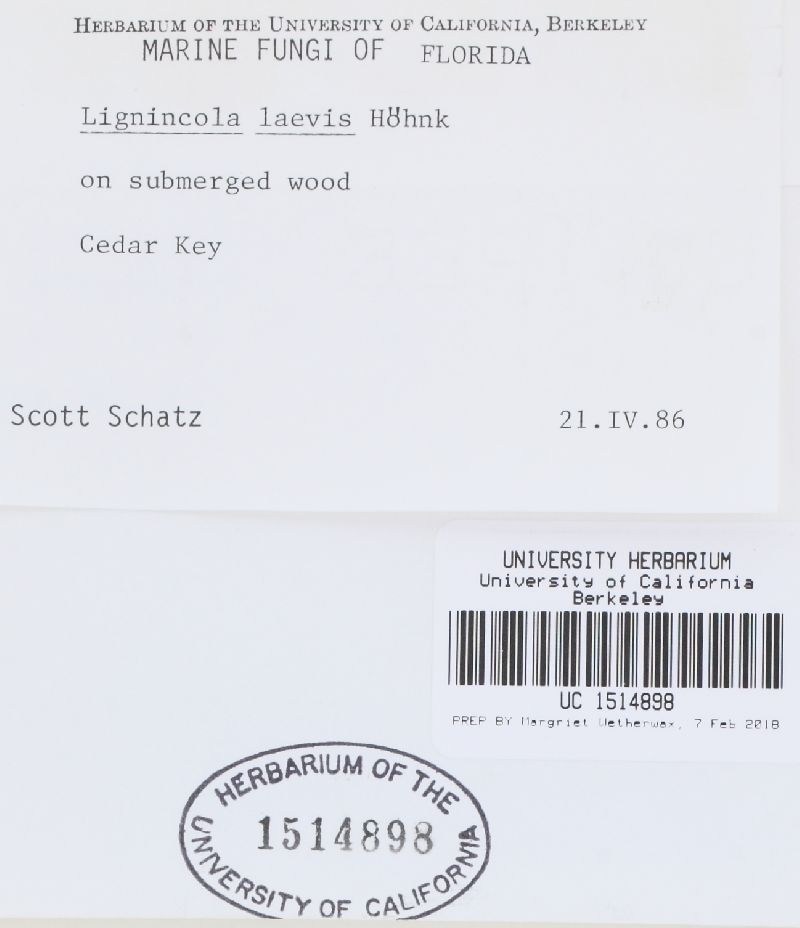 HERBARIUM OF THE UNIVERSITY OF CALIFORNIA, BERKELEY
MARINE FUNGI OF FLORIDA
Lignincola laevis Höhnk
on submerged wood
Cedar Key
Scott Schatz 21.IV.86
UNIVERSITY HERBARIUM
University of California
Berkeley
UC 1514898
PREP BY Margriet Wetherwax, 7 Feb 2018
HERBARIUM OF THE
1514898
UNIVERSITY OF CALIFORNIA